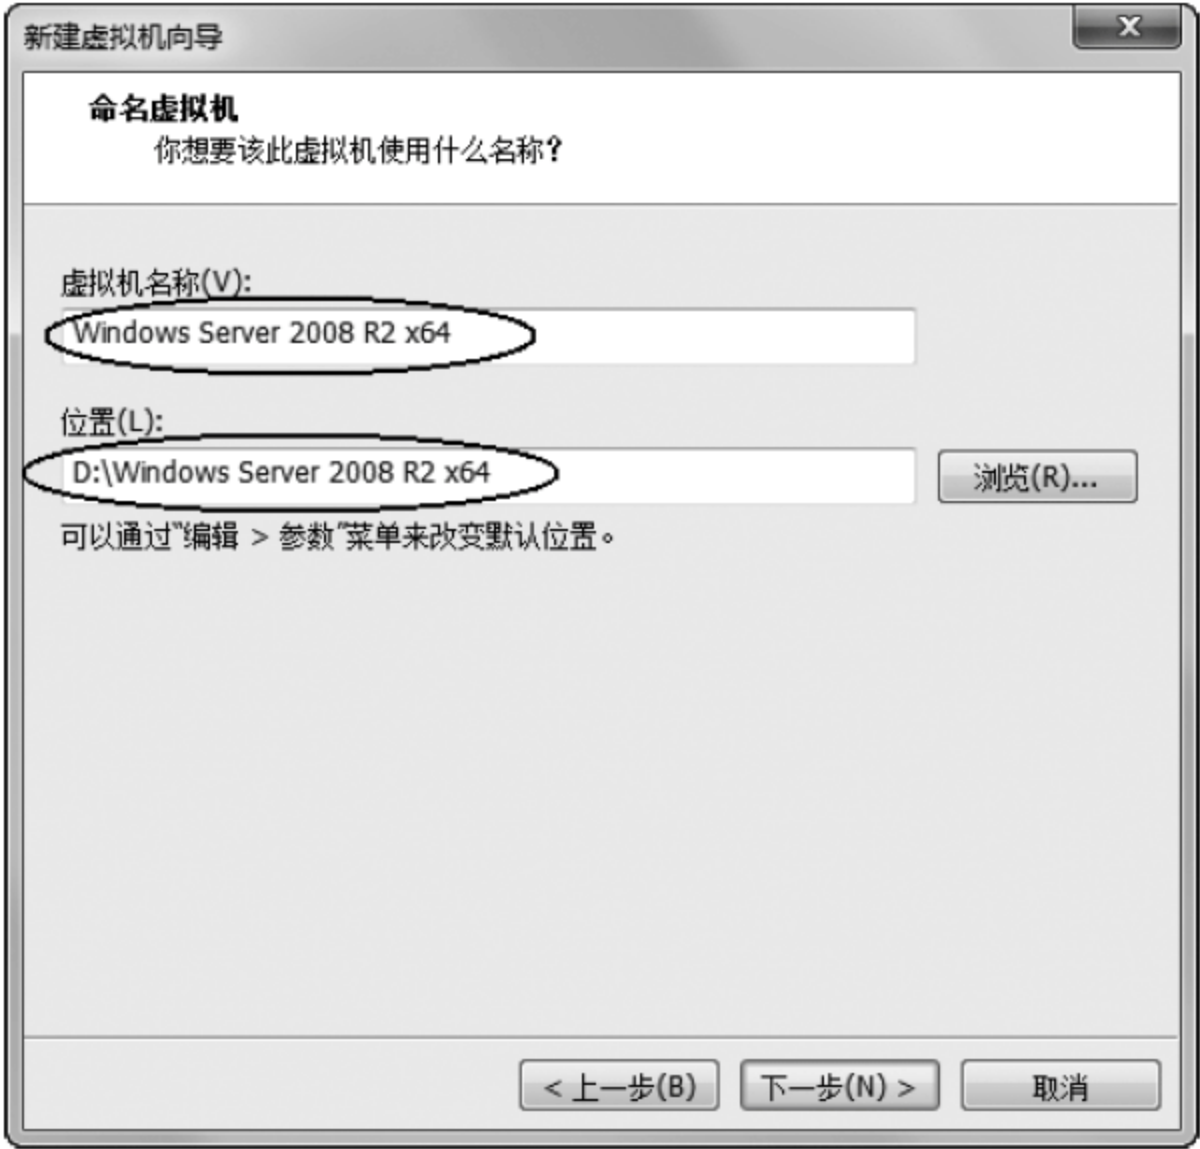 新建虚拟机向导
命名虚拟机
你想要该此虚拟机使用什么名称?
虚拟机名称(V):
Windows Server 2008 R2 x64
位置(L):
D:\Windows Server 2008 R2 x64
浏览(R)...
可以通过"编辑 > 参数"菜单来改变默认位置。
< 上一步(B)
下一步(N) >
取消